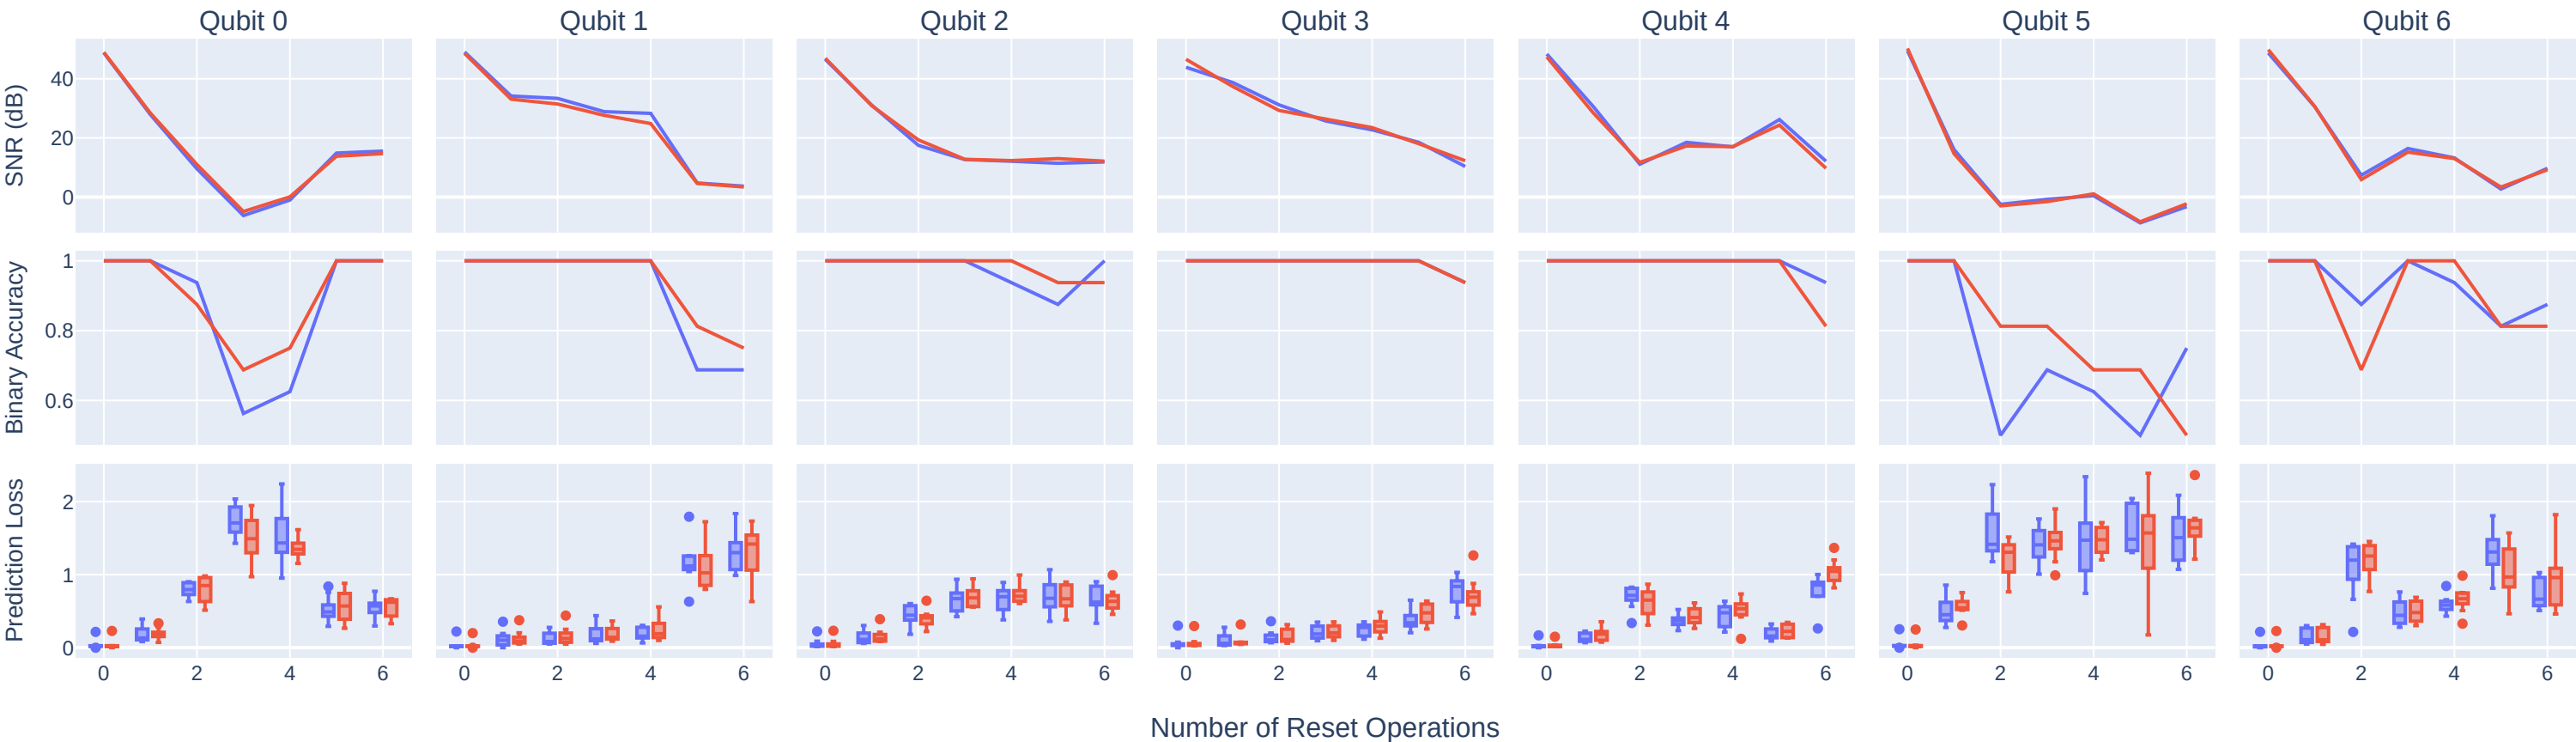 Qubit 0 Qubit 1 Qubit 2 Qubit 3 Qubit 4 Qubit 5 Qubit 6
SNR (dB)
40
20
0
Binary Accuracy
1
0.8
0.6
Prediction Loss
2
1
0
0 2 4 6 0 2 4 6 0 2 4 6 0 2 4 6 0 2 4 6 0 2 4 6 0 2 4 6
Number of Reset Operations